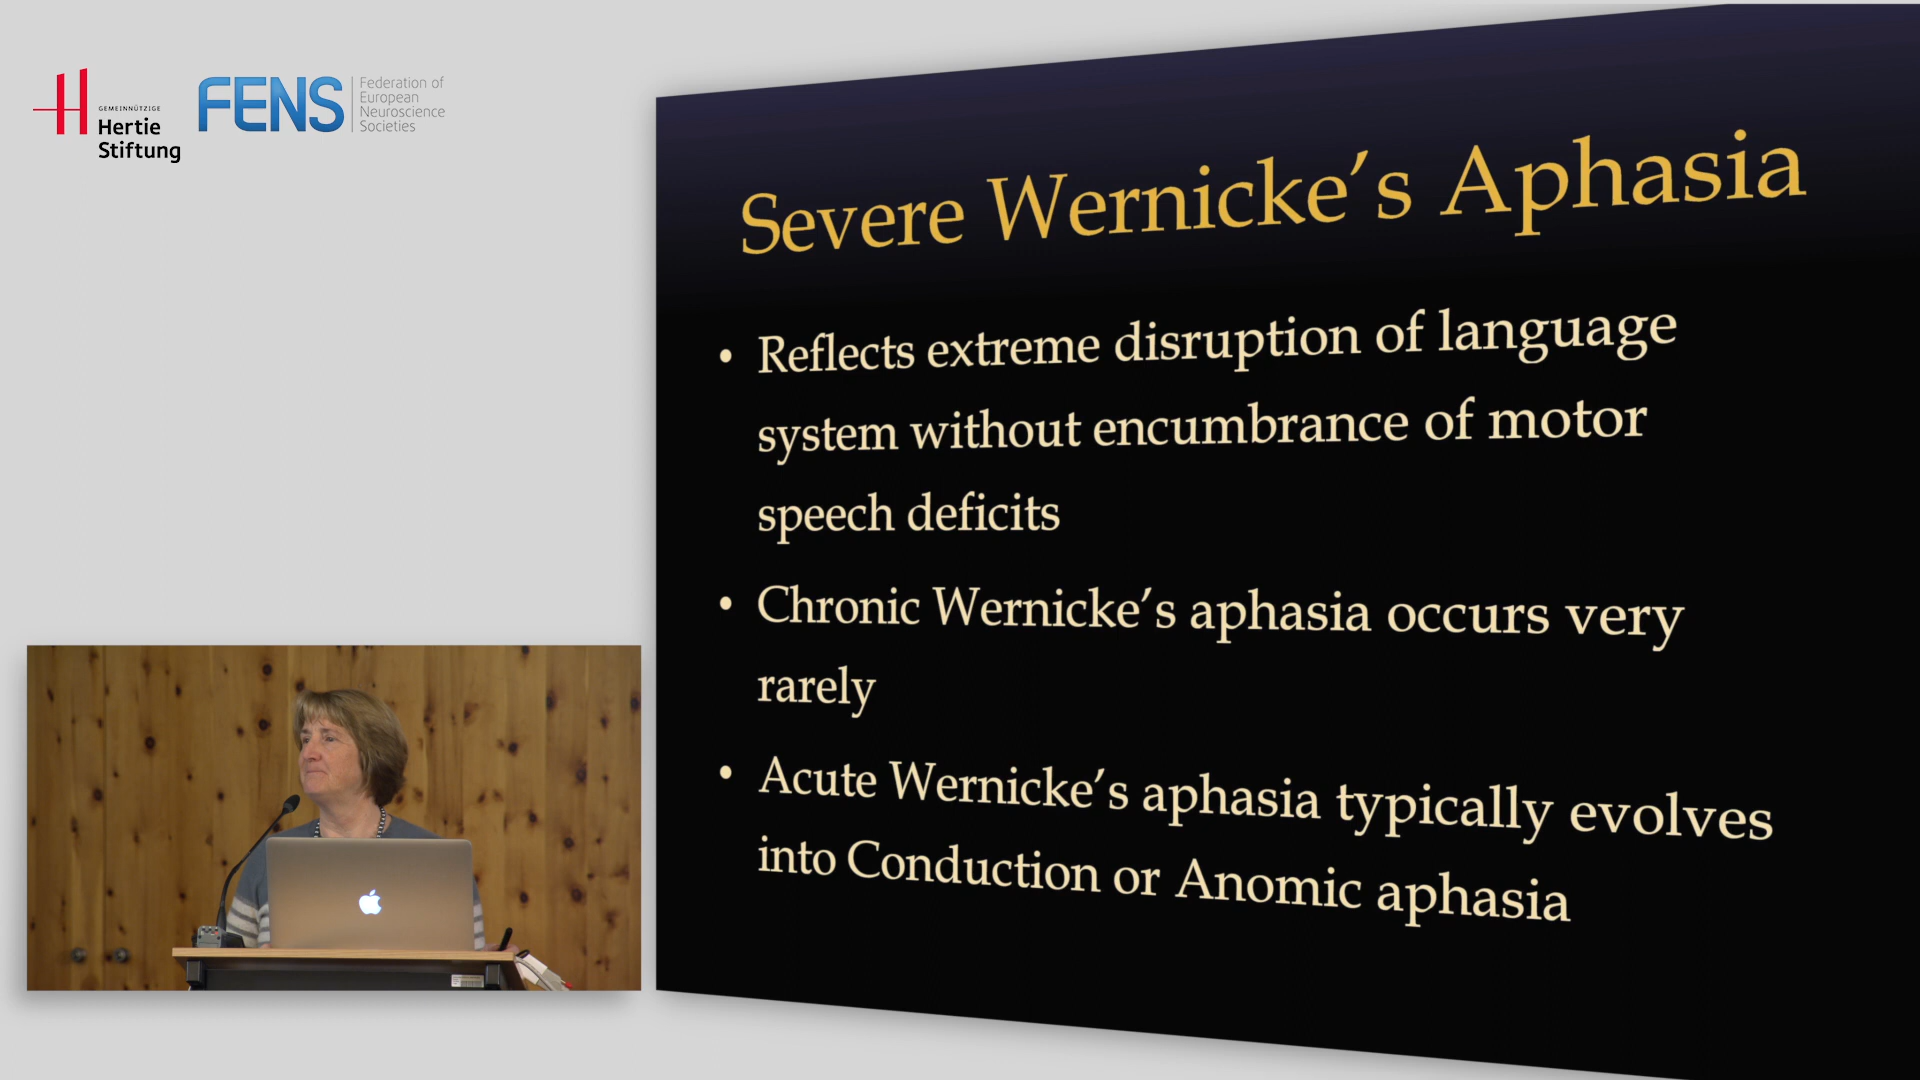 GEMEINNÜTZIGE
Hertie
Stiftung
FENS
Federation of
European
Neuroscience
Societies
Severe Wernicke’s Aphasia
• Reflects extreme disruption of language
system without encumbrance of motor
speech deficits
• Chronic Wernicke’s aphasia occurs very
rarely
• Acute Wernicke’s aphasia typically evolves
into Conduction or Anomic aphasia